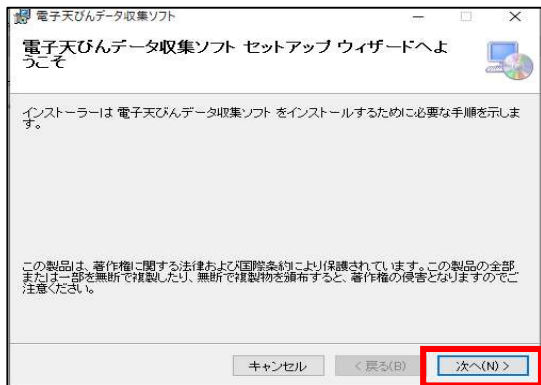 電子天びんデータ収集ソフト
電子天びんデータ収集ソフト セットアップ ウィザードへよ
うこそ
インストーラーは 電子天びんデータ収集ソフト をインストールするために必要な手順を示しま
す。
この製品は、著作権に関する法律および国際条約により保護されています。この製品の全部
または一部を無断で複製したり、無断で複製物を頒布すると、著作権の侵害となりますのでご
注意ください。
キャンセル < 戻る(B) 次へ(N) >